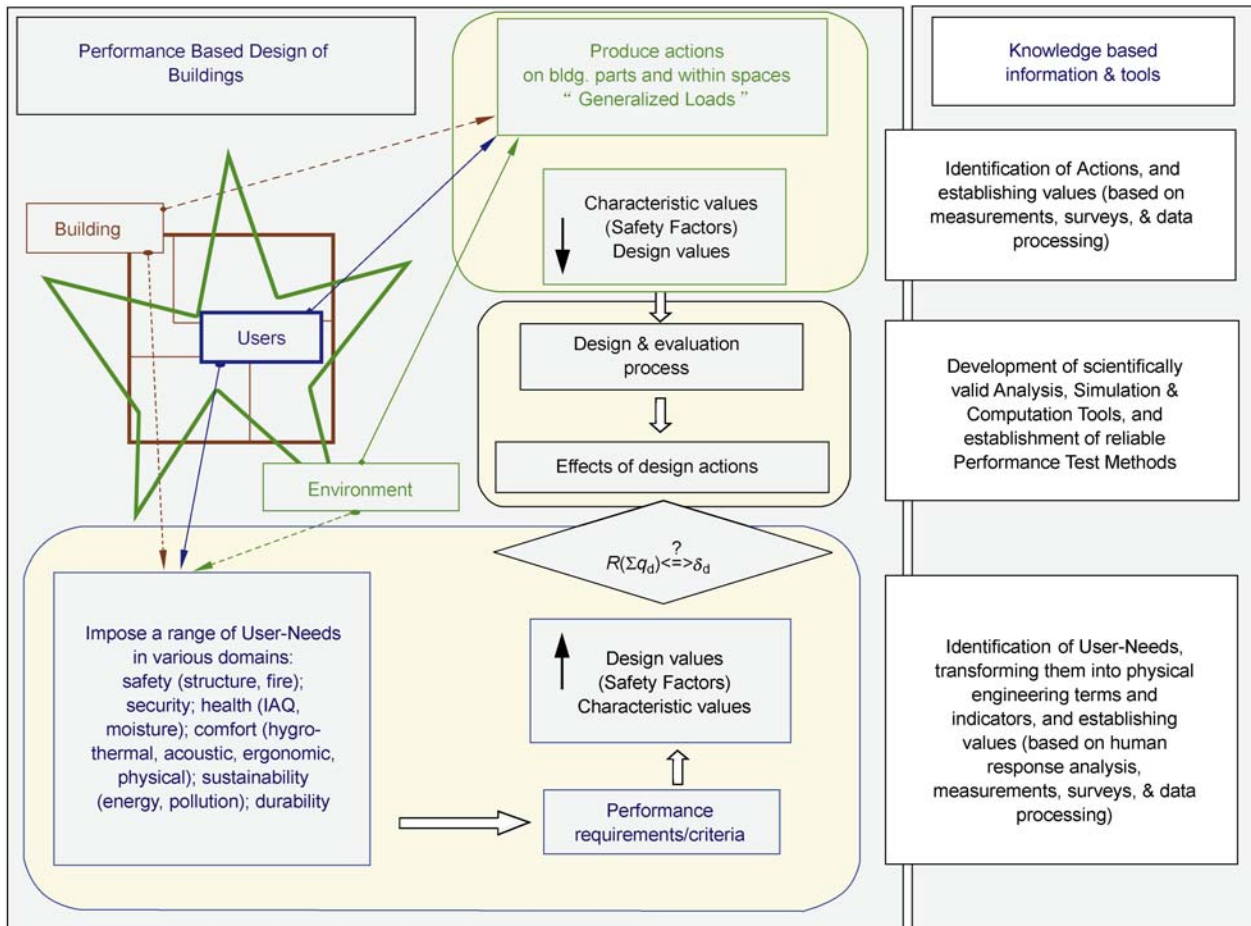 Performance Based Design of
Buildings
Produce actions
on bldg. parts and within spaces
“ Generalized Loads ”
Knowledge based
information & tools
Characteristic values
(Safety Factors)
Design values
Identification of Actions, and
establishing values (based on
measurements, surveys, & data
processing)
Building
Users
Environment
Design & evaluation
process
Effects of design actions
Development of scientifically
valid Analysis, Simulation &
Computation Tools, and
establishment of reliable
Performance Test Methods
?
R(Σqd)<=>δd
Impose a range of User-Needs
in various domains:
safety (structure, fire);
security; health (IAQ,
moisture); comfort (hygro-
thermal, acoustic, ergonomic,
physical); sustainability
(energy, pollution); durability
Design values
(Safety Factors)
Characteristic values
Performance
requirements/criteria
Identification of User-Needs,
transforming them into physical
engineering terms and
indicators, and establishing
values (based on human
response analysis,
measurements, surveys, & data
processing)